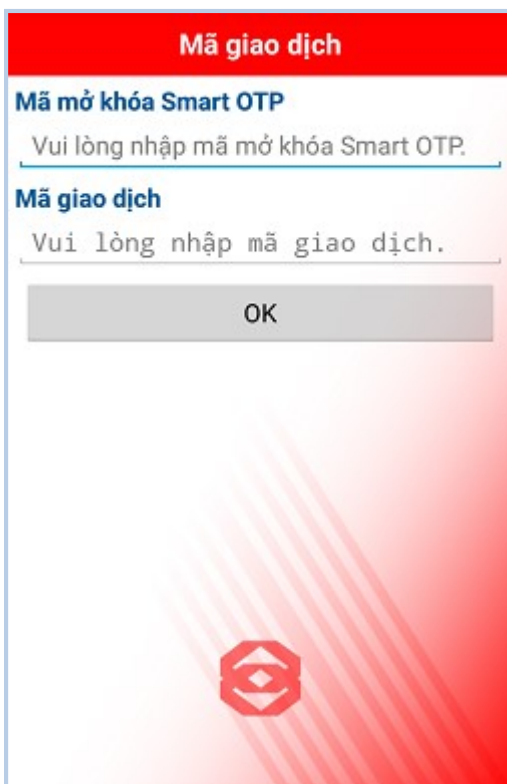 Mã giao dịch
Mã mở khóa Smart OTP
Vui lòng nhập mã mở khóa Smart OTP.
Mã giao dịch
Vui lòng nhập mã giao dịch.
OK